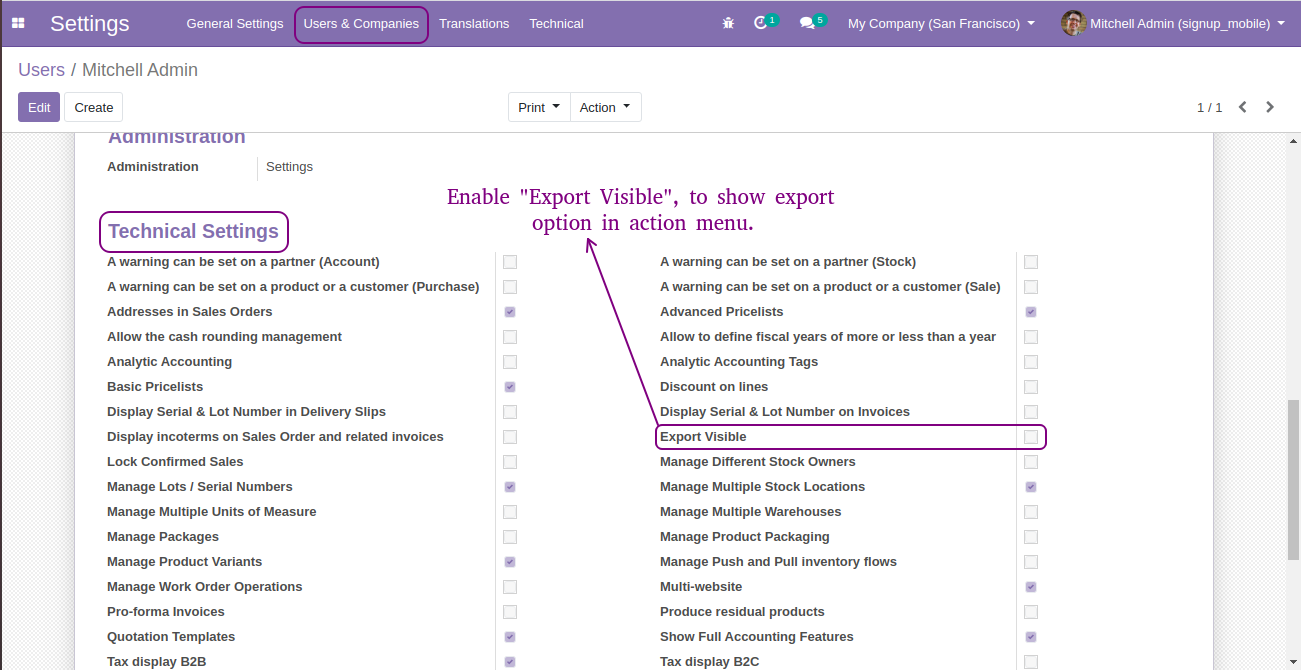 Settings General Settings Users & Companies Translations Technical 1 5 My Company (San Francisco) Mitchell Admin (signup_mobile)
Users / Mitchell Admin
Edit Create Print Action 1 / 1
Administration
Administration Settings
Enable "Export Visible", to show export
option in action menu.
Technical Settings
A warning can be set on a partner (Account) A warning can be set on a partner (Stock)
A warning can be set on a product or a customer (Purchase) A warning can be set on a product or a customer (Sale)
Addresses in Sales Orders Advanced Pricelists
Allow the cash rounding management Allow to define fiscal years of more or less than a year
Analytic Accounting Analytic Accounting Tags
Basic Pricelists Discount on lines
Display Serial & Lot Number in Delivery Slips Display Serial & Lot Number on Invoices
Display incoterms on Sales Order and related invoices Export Visible
Lock Confirmed Sales Manage Different Stock Owners
Manage Lots / Serial Numbers Manage Multiple Stock Locations
Manage Multiple Units of Measure Manage Multiple Warehouses
Manage Packages Manage Product Packaging
Manage Product Variants Manage Push and Pull inventory flows
Manage Work Order Operations Multi-website
Pro-forma Invoices Produce residual products
Quotation Templates Show Full Accounting Features
Tax display B2B Tax display B2C